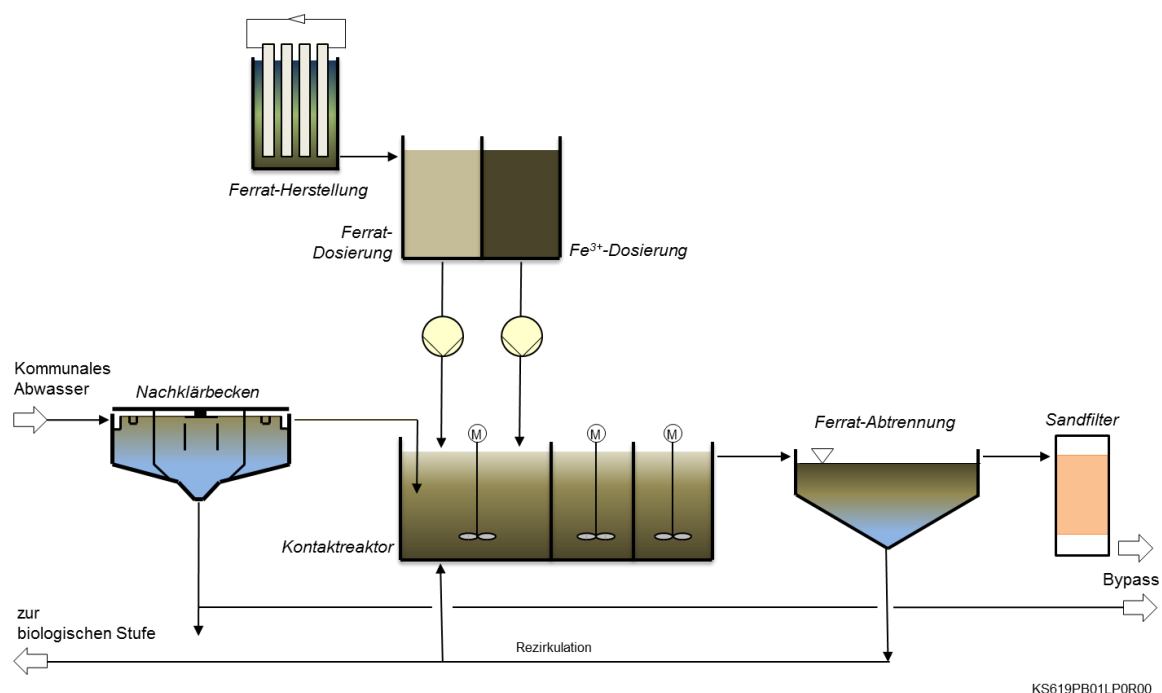 Ferrat-Herstellung
Ferrat-
Dosierung
Fe³⁺-Dosierung
Kommunales
Abwasser
Nachklärbecken
Ferrat-Abtrennung
Sandfilter
M
M
M
Kontaktreaktor
Bypass
zur
biologischen Stufe
Rezirkulation
KS619PB01LP0R00